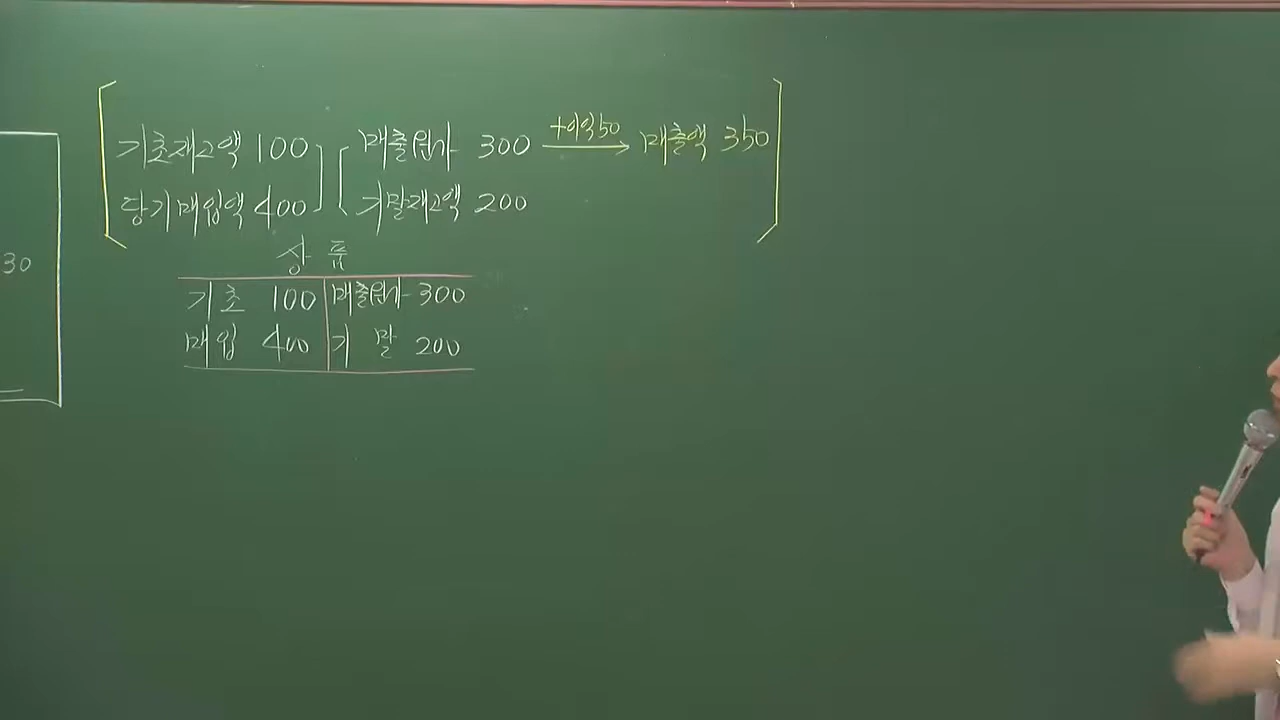 기초재고액 100 매출원가 300 +이익50 매출액 350
당기매입액 400 기말재고액 200
상품
30
기초 100 매출원가 300
매입 400 기말 200